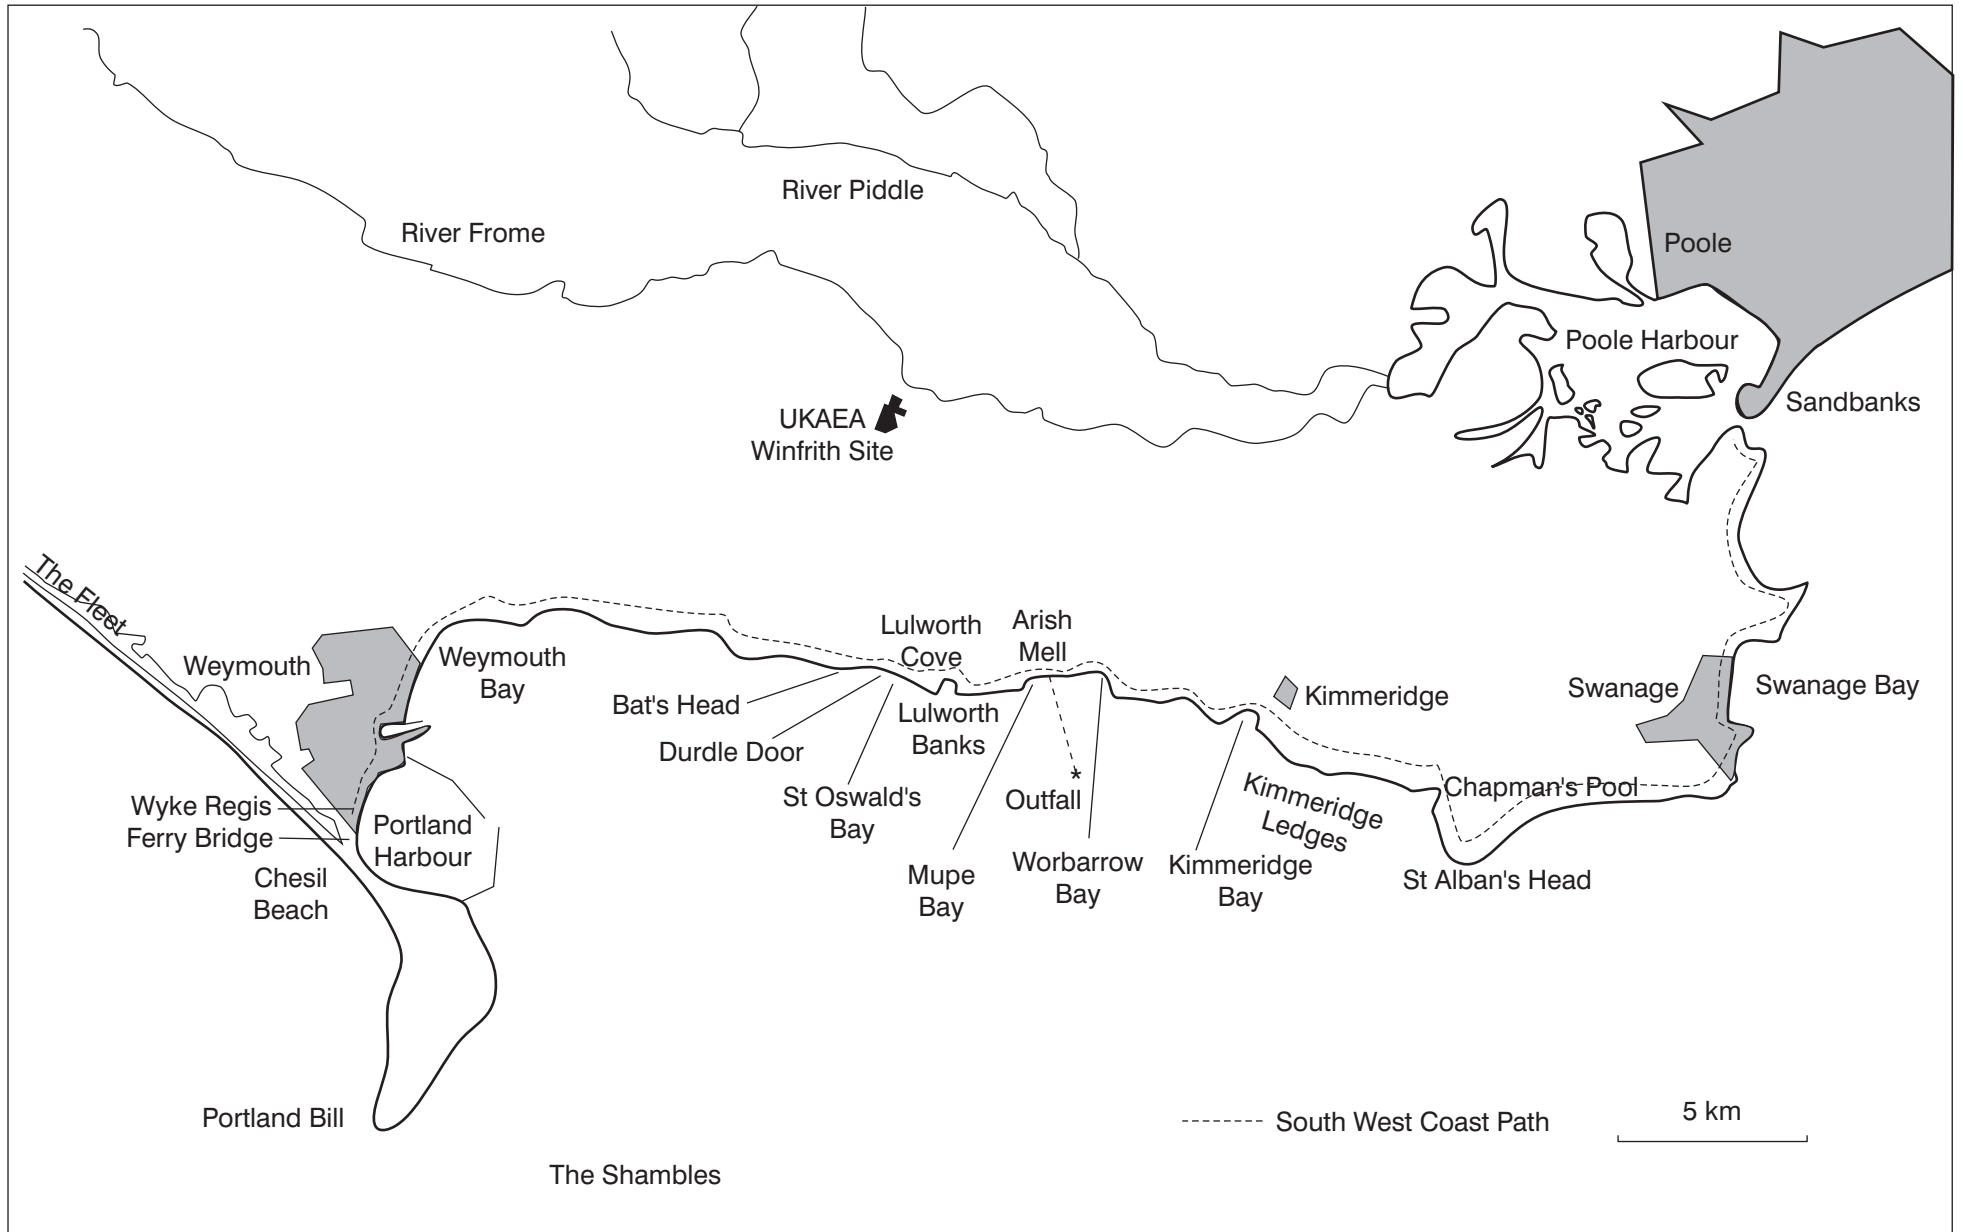 River Piddle
River Frome
Poole
Poole Harbour
Sandbanks
UKAEA
Winfrith Site
The Fleet
Weymouth
Weymouth
Bay
Lulworth
Cove
Arish
Mell
Bat's Head
Durdle Door
St Oswald's
Bay
Lulworth
Banks
Mupe
Bay
Outfall
*
Worbarrow
Bay
Kimmeridge
Kimmeridge
Bay
Kimmeridge
Ledges
Chapman's Pool
St Alban's Head
Swanage
Swanage Bay
Wyke Regis
Ferry Bridge
Portland
Harbour
Chesil
Beach
Portland Bill
The Shambles
South West Coast Path
5 km